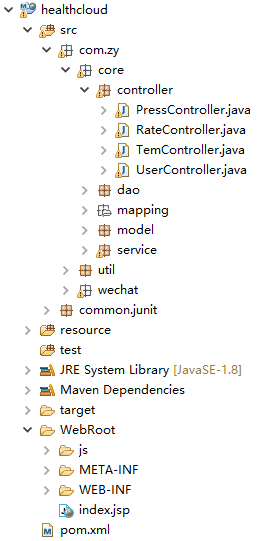 healthcloud
src
com.zy
core
controller
PressController.java
RateController.java
TemController.java
UserController.java
dao
mapping
model
service
util
wechat
common.junit
resource
test
JRE System Library [JavaSE-1.8]
Maven Dependencies
target
WebRoot
js
META-INF
WEB-INF
index.jsp
pom.xml